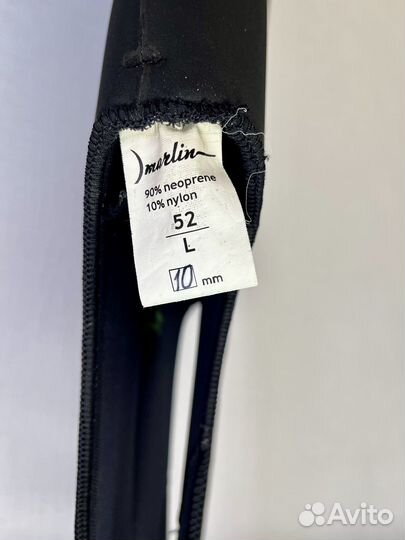 marlin
90% neoprene
10% nylon
52
L
10 mm
Avito